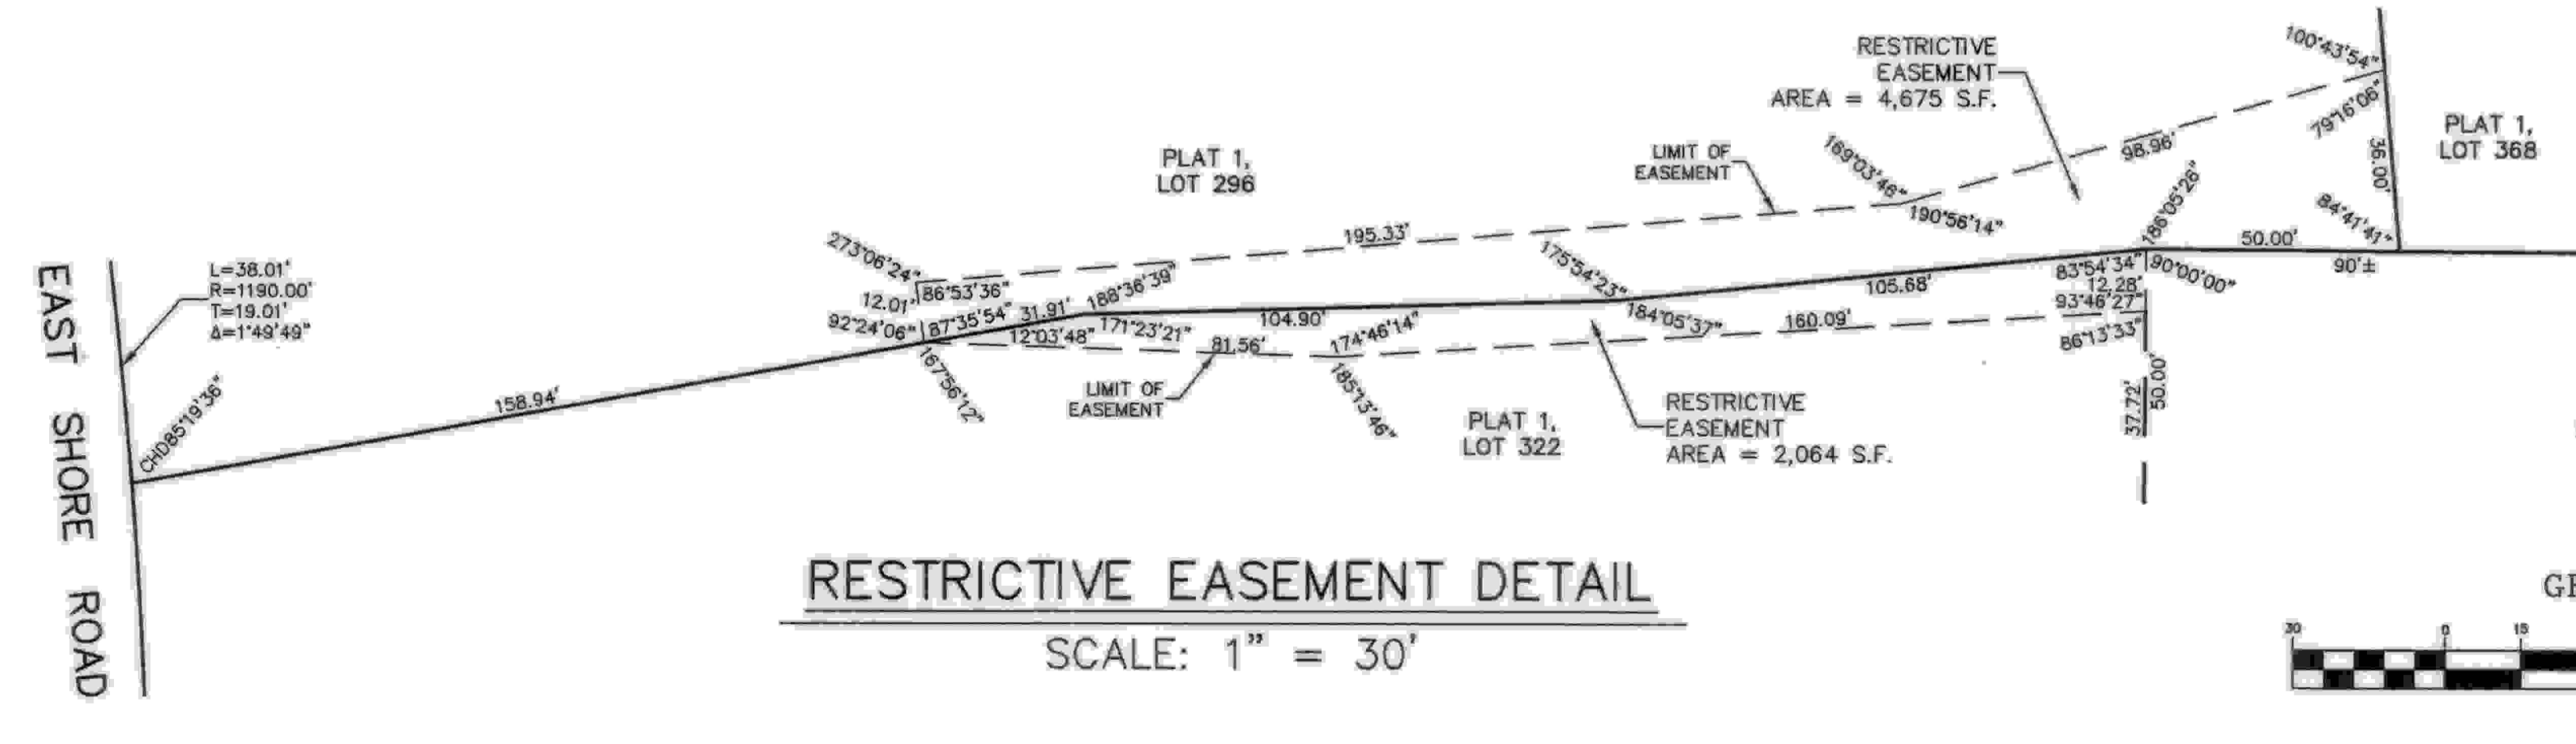 RESTRICTIVE
EASEMENT
AREA = 4,675 S.F.
100°43'54"
79°16'06"
36.00'
84°41'41"
PLAT 1,
LOT 368
PLAT 1,
LOT 296
LIMIT OF
EASEMENT
169°03'46"
190°56'14"
98.96'
186°05'26"
50.00'
90'±
195.33'
273°06'24"
86°53'36"
12.01'
92°24'06"
87°35'54"
31.91'
188°36'39"
12°03'48"
171°23'21"
167°56'12"
104.90'
81.56'
174°46'14"
185°13'46"
175°54'23"
184°05'37"
105.68'
160.09'
83°54'34"
90°00'00"
12.28'
93°46'27"
86°13'33"
37.72'
50.00'
LIMIT OF
EASEMENT
PLAT 1,
LOT 322
RESTRICTIVE
EASEMENT
AREA = 2,064 S.F.
L=38.01'
R=1190.00'
T=19.01'
Δ=1°49'49"
EAST SHORE ROAD
CHD85°19'36"
158.94'
RESTRICTIVE EASEMENT DETAIL
SCALE: 1" = 30'
30 0 15